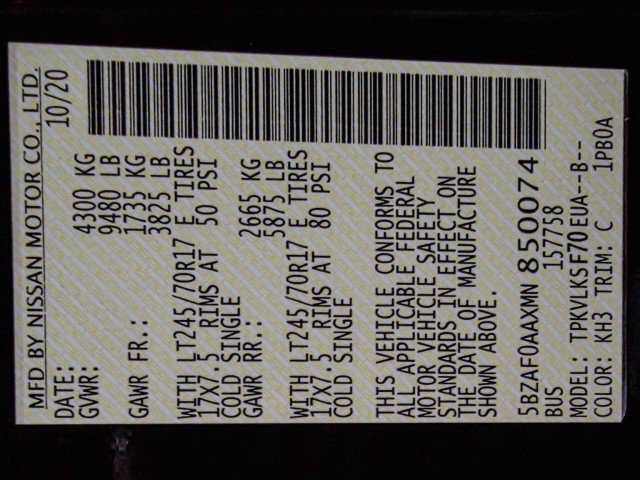 MFD BY NISSAN MOTOR CO., LTD.
DATE: 10/20
GVWR: 4300 KG
9480 LB
GAWR FR.: 1735 KG
3825 LB
WITH LT245/70R17 E TIRES
17X7.5 RIMS AT 50 PSI
COLD SINGLE
GAWR RR.: 2665 KG
5875 LB
WITH LT245/70R17 E TIRES
17X7.5 RIMS AT 80 PSI
COLD SINGLE
THIS VEHICLE CONFORMS TO
ALL APPLICABLE FEDERAL
MOTOR VEHICLE SAFETY
STANDARDS IN EFFECT ON
THE DATE OF MANUFACTURE
SHOWN ABOVE.
5BZAF0AAXMN 850074
BUS 157758
MODEL: TPKVLKSF70EUA---B--
COLOR: KH3 TRIM: C 1PB0A